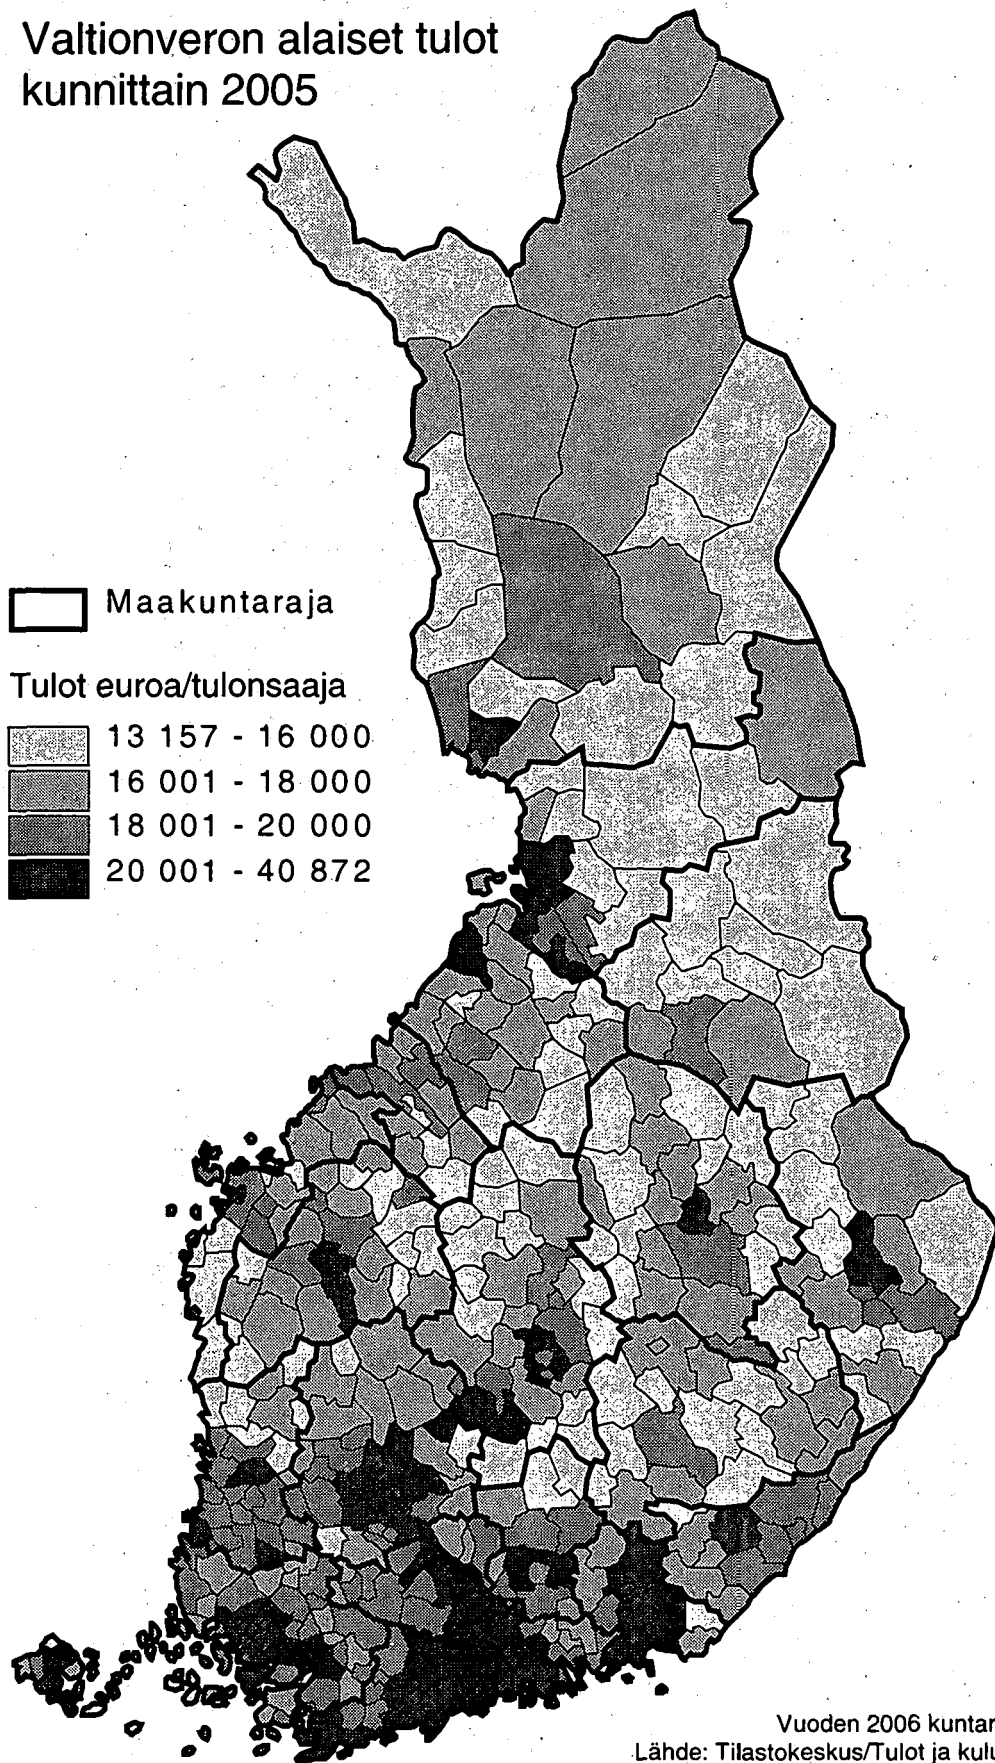 Valtionveron alaiset tulot
kunnittain 2005
Maakuntaraja
Tulot euroa/tulonsaaja
13 157 - 16 000
16 001 - 18 000
18 001 - 20 000
20 001 - 40 872
Vuoden 2006 kuntar
Lähde: Tilastokeskus/Tulot ja kulu